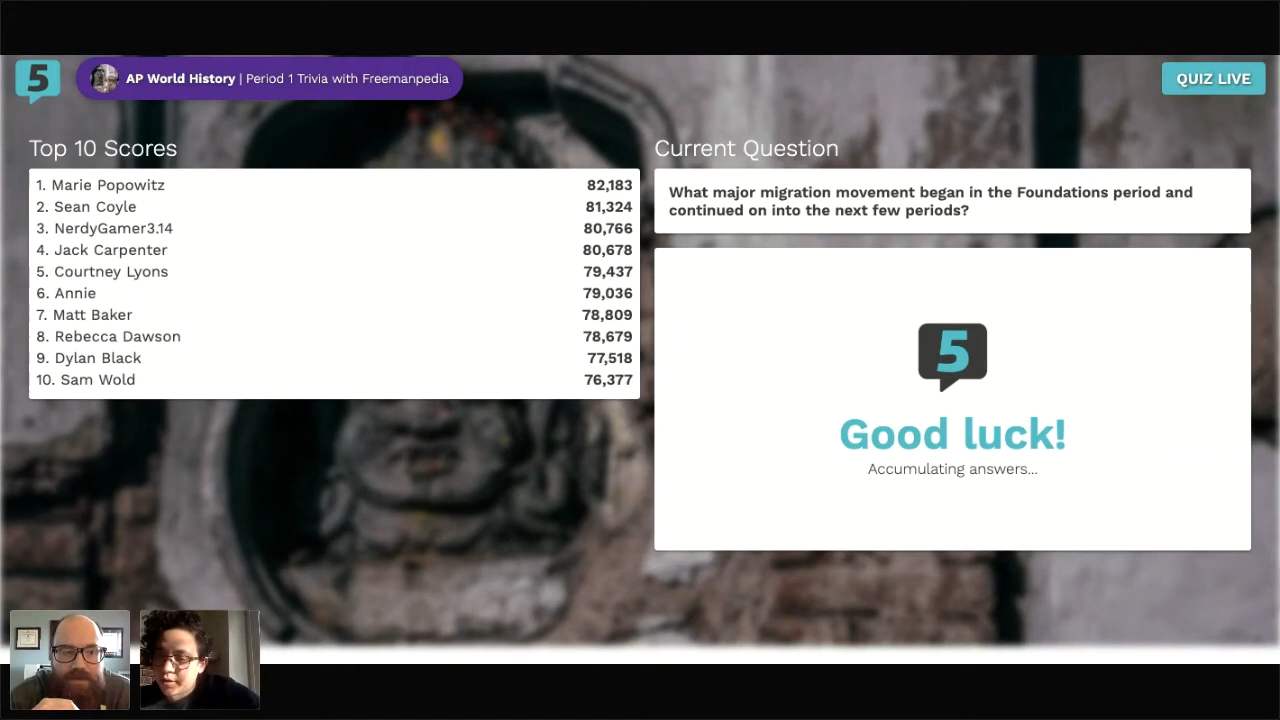 5
AP World History | Period 1 Trivia with Freemanpedia
QUIZ LIVE
Top 10 Scores
1. Marie Popowitz 82,183
2. Sean Coyle 81,324
3. NerdyGamer3.14 80,766
4. Jack Carpenter 80,678
5. Courtney Lyons 79,437
6. Annie 79,036
7. Matt Baker 78,809
8. Rebecca Dawson 78,679
9. Dylan Black 77,518
10. Sam Wold 76,377
Current Question
What major migration movement began in the Foundations period and
continued on into the next few periods?
5
Good luck!
Accumulating answers...